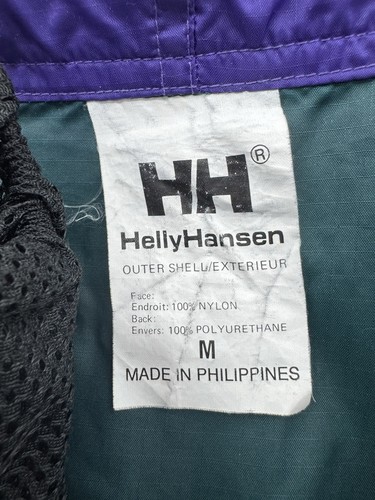 HH®
HellyHansen
OUTER SHELL/EXTERIEUR
Face:
Endroit: 100% NYLON
Back:
Envers: 100% POLYURETHANE
M
MADE IN PHILIPPINES